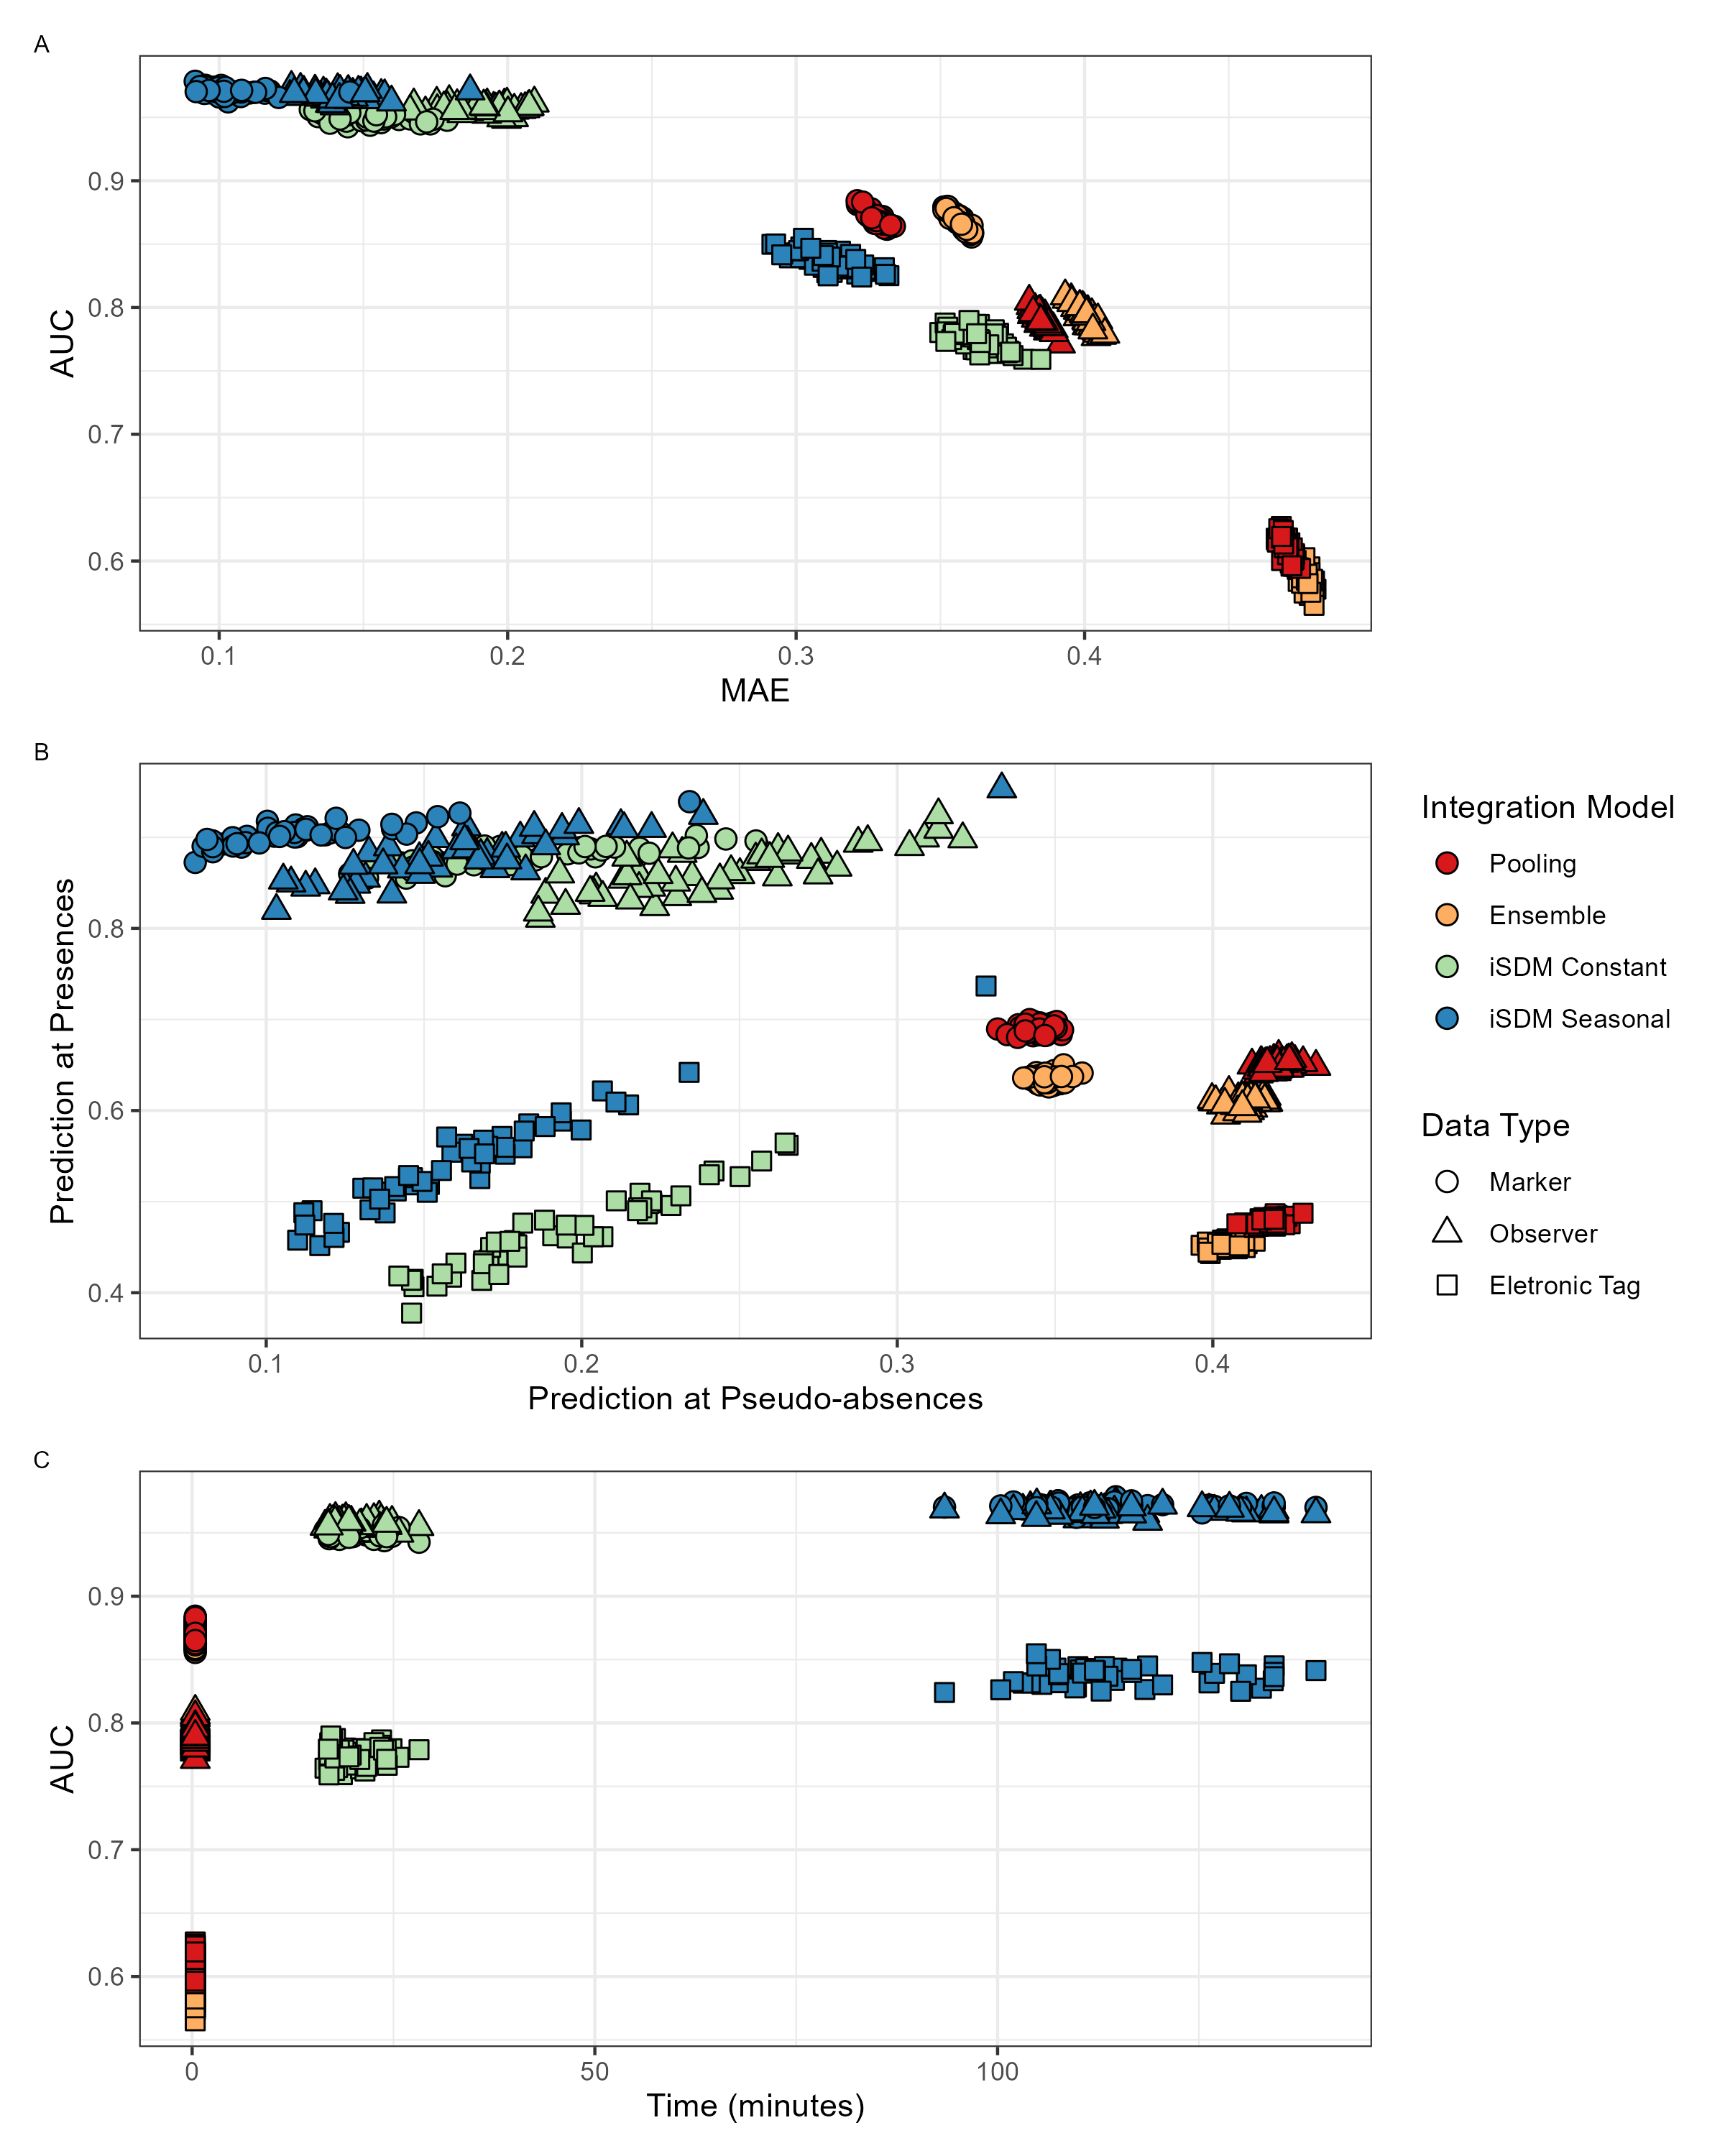 A
AUC
0.9
0.8
0.7
0.6
0.1 0.2 0.3 0.4
MAE
B
Prediction at Presences
0.8
0.6
0.4
0.1 0.2 0.3 0.4
Prediction at Pseudo-absences
Integration Model
Pooling
Ensemble
iSDM Constant
iSDM Seasonal
Data Type
Marker
Observer
Eletronic Tag
C
AUC
0.9
0.8
0.7
0.6
0 50 100
Time (minutes)